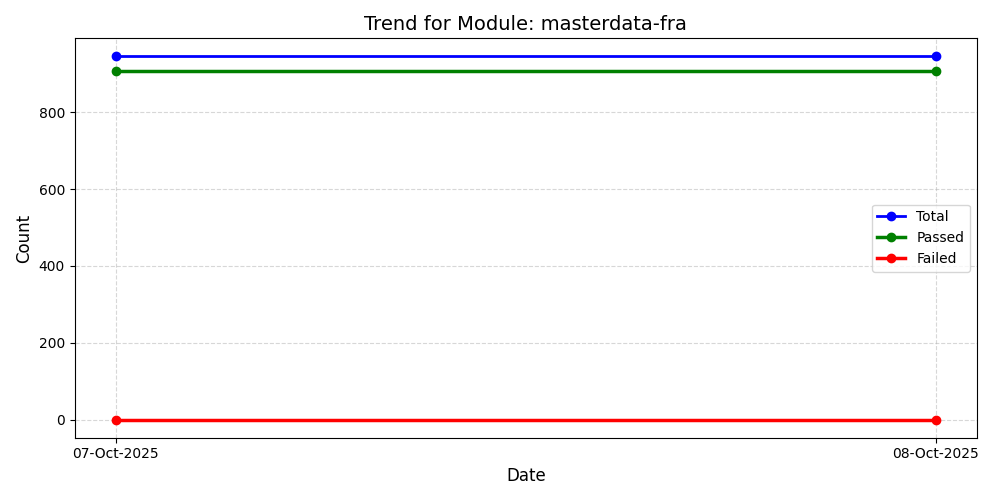 Trend for Module: masterdata-fra
Count
800
600
400
200
0
Total
Passed
Failed
07-Oct-2025
08-Oct-2025
Date